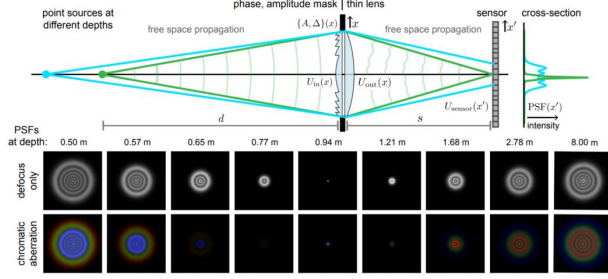 point sources at
different depths
free space propagation
phase, amplitude mask | thin lens
{A, Δ}(x)
x
free space propagation
sensor
x'
cross-section
U_in(x)
U_out(x)
U_sensor(x')
PSF(x')
intensity
d
s
PSFs
at depth: 0.50 m 0.57 m 0.65 m 0.77 m 0.94 m 1.21 m 1.68 m 2.78 m 8.00 m
defocus
only
chromatic
aberration